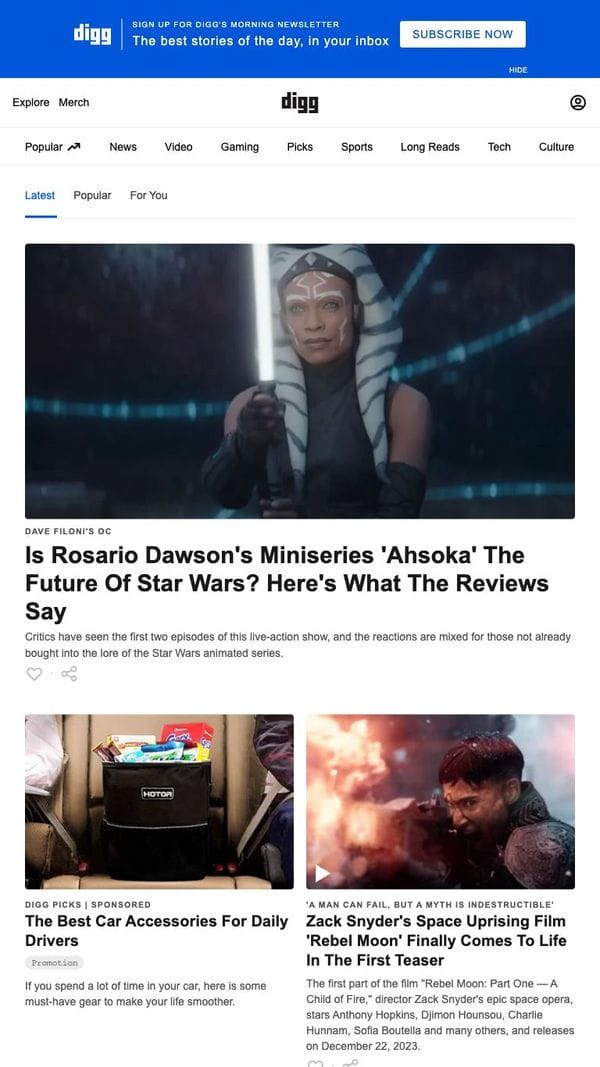 digg
SIGN UP FOR DIGG'S MORNING NEWSLETTER
The best stories of the day, in your inbox
SUBSCRIBE NOW
HIDE
Explore Merch
digg
Popular News Video Gaming Picks Sports Long Reads Tech Culture
Latest Popular For You
DAVE FILONI'S OC
Is Rosario Dawson's Miniseries 'Ahsoka' The
Future Of Star Wars? Here's What The Reviews
Say
Critics have seen the first two episodes of this live-action show, and the reactions are mixed for those not already
bought into the lore of the Star Wars animated series.
HOTOR
DIGG PICKS | SPONSORED
The Best Car Accessories For Daily
Drivers
Promotion
If you spend a lot of time in your car, here is some
must-have gear to make your life smoother.
'A MAN CAN FAIL, BUT A MYTH IS INDESTRUCTIBLE'
Zack Snyder's Space Uprising Film
'Rebel Moon' Finally Comes To Life
In The First Teaser
The first part of the film "Rebel Moon: Part One — A
Child of Fire," director Zack Snyder's epic space opera,
stars Anthony Hopkins, Djimon Hounsou, Charlie
Hunnam, Sofia Boutella and many others, and releases
on December 22, 2023.